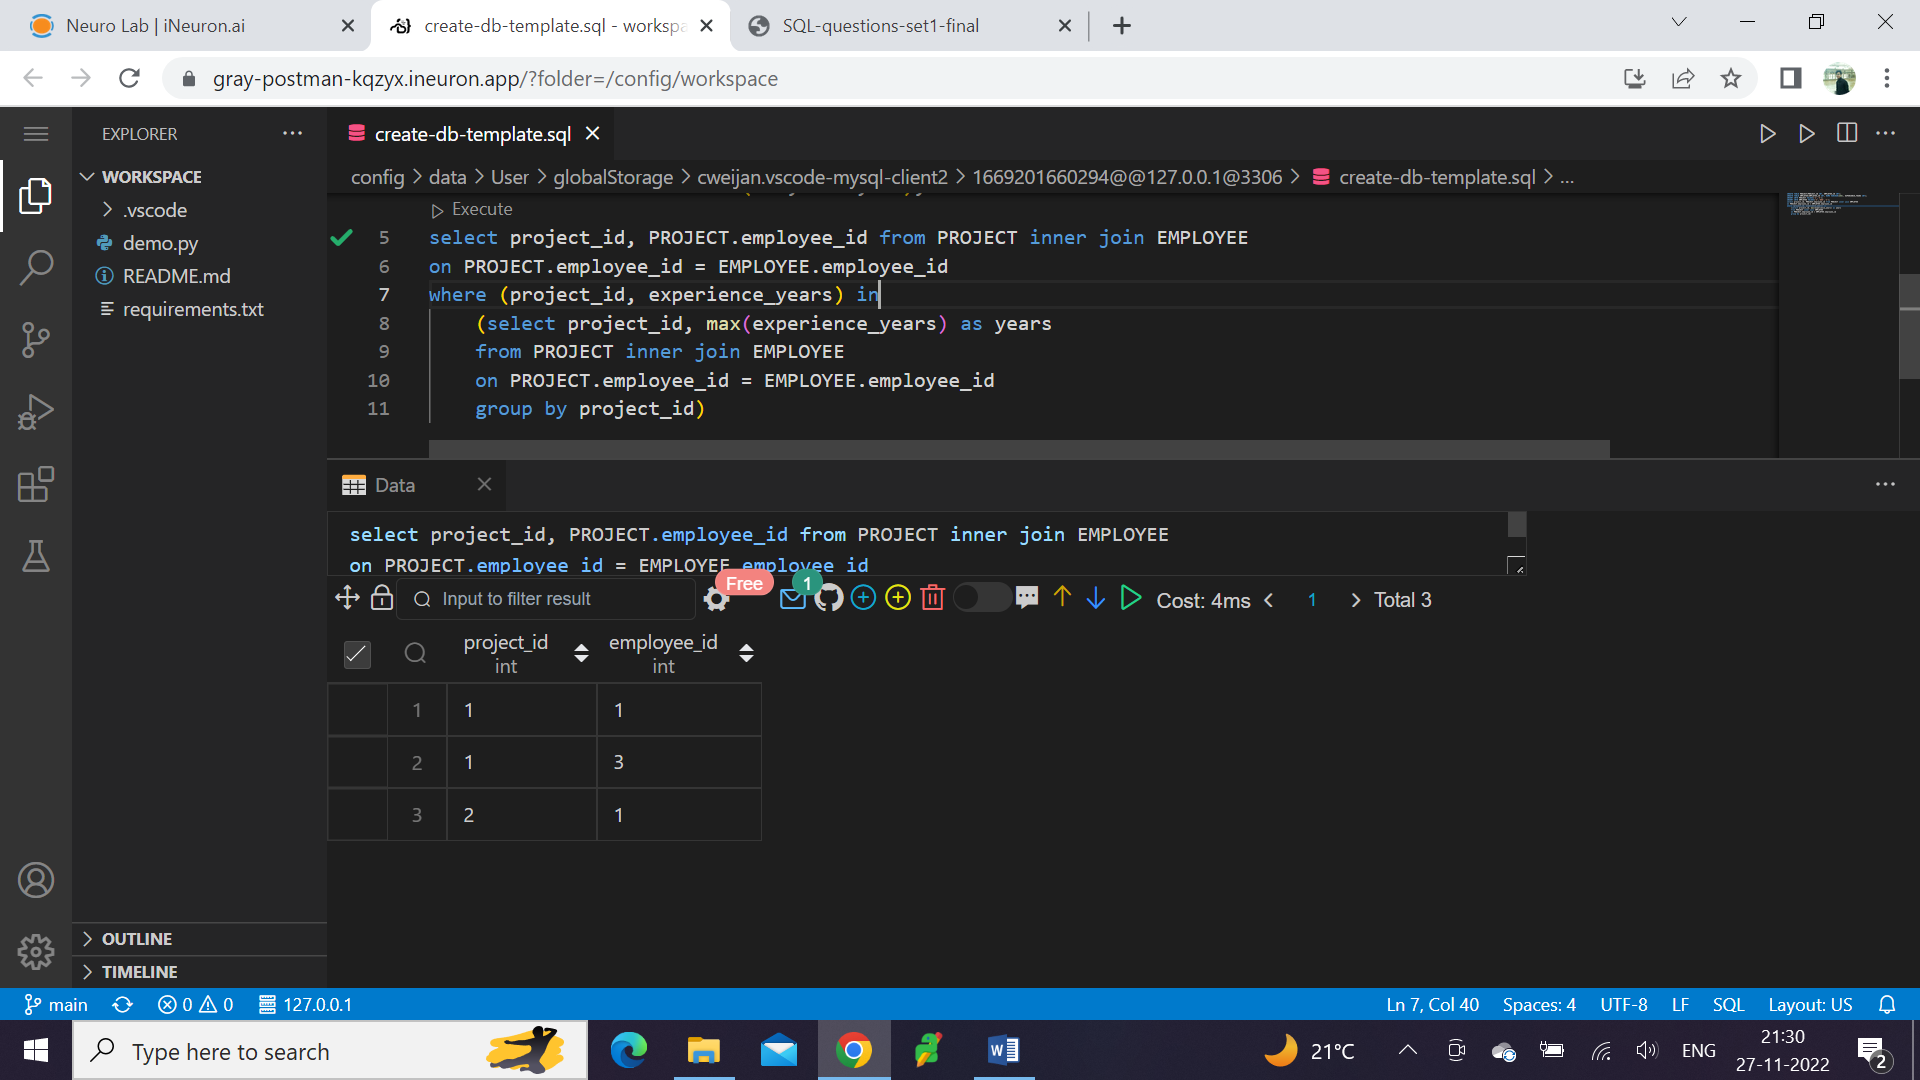 Neuro Lab | iNeuron.ai
create-db-template.sql - workspa
SQL-questions-set1-final
gray-postman-kqzyx.ineuron.app/?folder=/config/workspace
EXPLORER
create-db-template.sql
WORKSPACE
.vscode
demo.py
README.md
requirements.txt
config > data > User > globalStorage > cweijan.vscode-mysql-client2 > 1669201660294@@127.0.0.1@3306 > create-db-template.sql > ...
Execute
5 select project_id, PROJECT.employee_id from PROJECT inner join EMPLOYEE
6 on PROJECT.employee_id = EMPLOYEE.employee_id
7 where (project_id, experience_years) in
8 (select project_id, max(experience_years) as years
9 from PROJECT inner join EMPLOYEE
10 on PROJECT.employee_id = EMPLOYEE.employee_id
11 group by project_id)
Data
select project_id, PROJECT.employee_id from PROJECT inner join EMPLOYEE
on PROJECT.employee_id = EMPLOYEE.employee_id
Input to filter result
Free
1
Cost: 4ms
1
Total 3
project_id
int
employee_id
int
1 1 1
2 1 3
3 2 1
OUTLINE
TIMELINE
main
0 0
127.0.0.1
Ln 7, Col 40
Spaces: 4
UTF-8
LF
SQL
Layout: US
Type here to search
21°C
ENG
21:30
27-11-2022
2